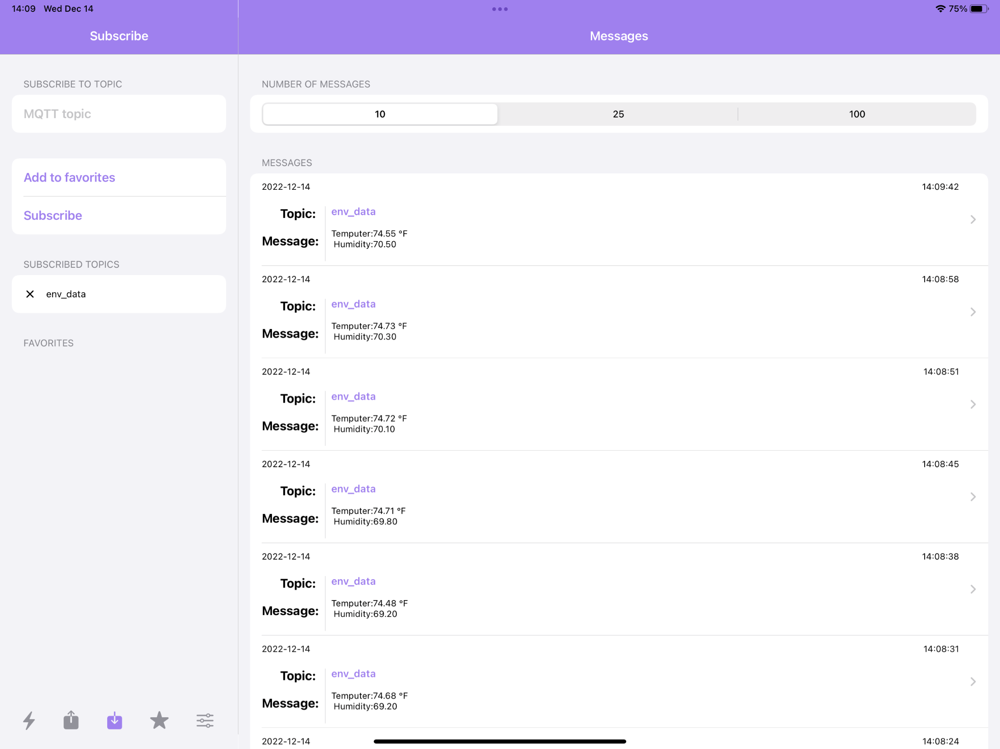 14:09 Wed Dec 14
75%
Subscribe
Messages
SUBSCRIBE TO TOPIC
MQTT topic
Add to favorites
Subscribe
SUBSCRIBED TOPICS
env_data
FAVORITES
NUMBER OF MESSAGES
10 25 100
MESSAGES
2022-12-14 14:09:42
Topic: env_data
Message: Temputer:74.55 °F
Humidity:70.50
2022-12-14 14:08:58
Topic: env_data
Message: Temputer:74.73 °F
Humidity:70.30
2022-12-14 14:08:51
Topic: env_data
Message: Temputer:74.72 °F
Humidity:70.10
2022-12-14 14:08:45
Topic: env_data
Message: Temputer:74.71 °F
Humidity:69.80
2022-12-14 14:08:38
Topic: env_data
Message: Temputer:74.48 °F
Humidity:69.20
2022-12-14 14:08:31
Topic: env_data
Message: Temputer:74.68 °F
Humidity:69.20
2022-12-14 14:08:24